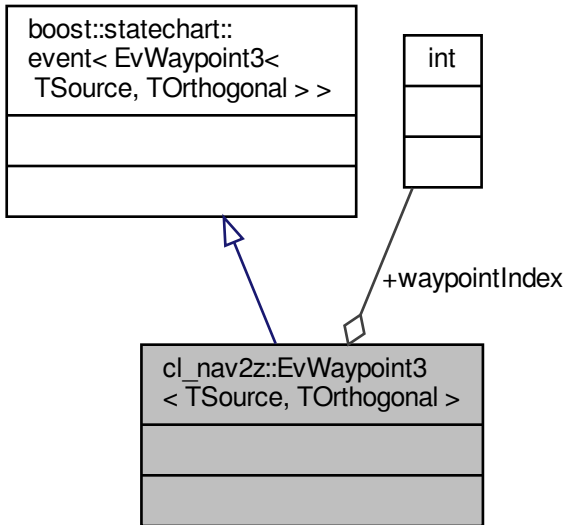 boost::statechart::
event< EvWaypoint3<
TSource, TOrthogonal > >
int
+waypointIndex
cl_nav2z::EvWaypoint3
< TSource, TOrthogonal >